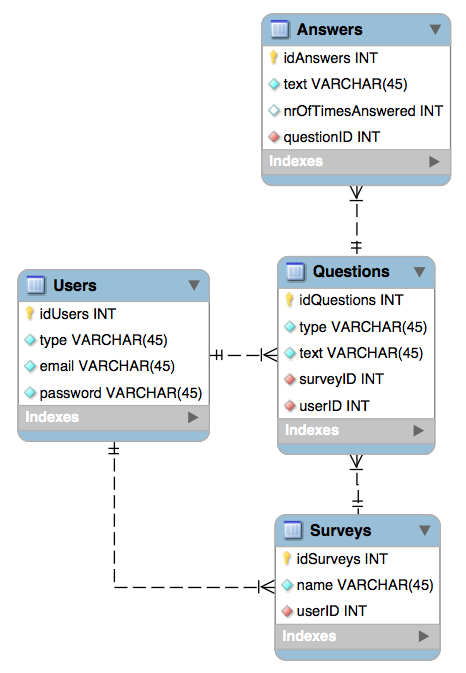 Answers
idAnswers INT
text VARCHAR(45)
nrOfTimesAnswered INT
questionID INT
Indexes
Users
idUsers INT
type VARCHAR(45)
email VARCHAR(45)
password VARCHAR(45)
Indexes
Questions
idQuestions INT
type VARCHAR(45)
text VARCHAR(45)
surveyID INT
userID INT
Indexes
Surveys
idSurveys INT
name VARCHAR(45)
userID INT
Indexes